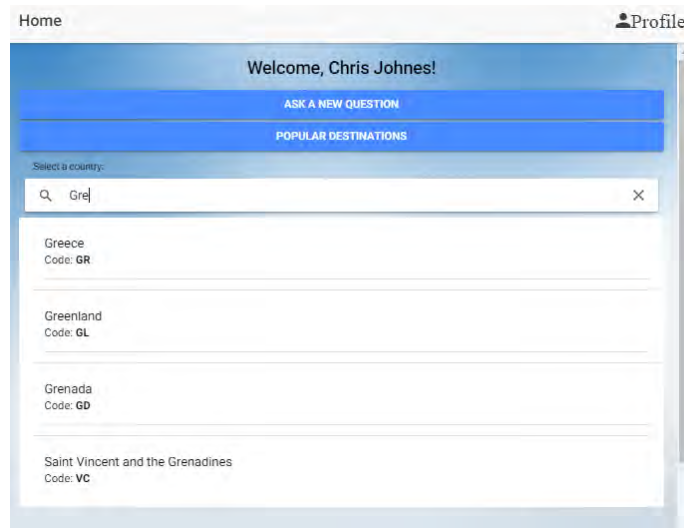 Home
Profile
Welcome, Chris Johnes!
ASK A NEW QUESTION
POPULAR DESTINATIONS
Select a country:
Gre
Greece
Code: GR
Greenland
Code: GL
Grenada
Code: GD
Saint Vincent and the Grenadines
Code: VC